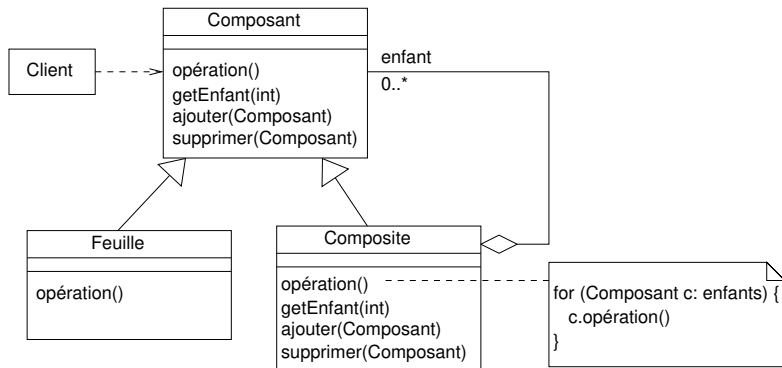 Composant
opération()
getEnfant(int)
ajouter(Composant)
supprimer(Composant)
Client
enfant
0..*
Feuille
opération()
Composite
opération()
getEnfant(int)
ajouter(Composant)
supprimer(Composant)
for (Composant c: enfants) {
c.opération()
}